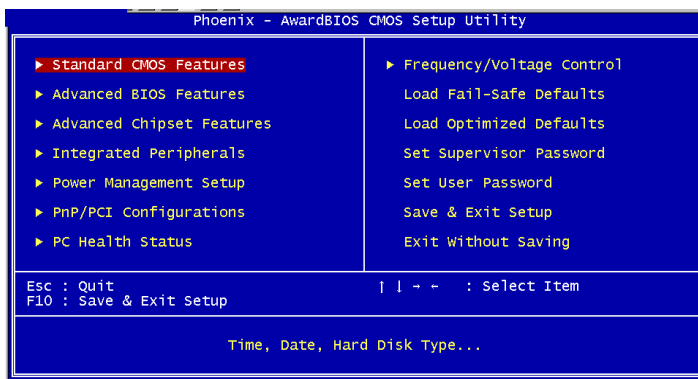 Phoenix - AwardBIOS CMOS Setup Utility
▶ Standard CMOS Features
▶ Advanced BIOS Features
▶ Advanced Chipset Features
▶ Integrated Peripherals
▶ Power Management Setup
▶ PnP/PCI Configurations
▶ PC Health Status
▶ Frequency/Voltage Control
Load Fail-Safe Defaults
Load Optimized Defaults
Set Supervisor Password
Set User Password
Save & Exit Setup
Exit Without Saving
Esc : Quit
F10 : Save & Exit Setup
↑ ↓ → ← : Select Item
Time, Date, Hard Disk Type...